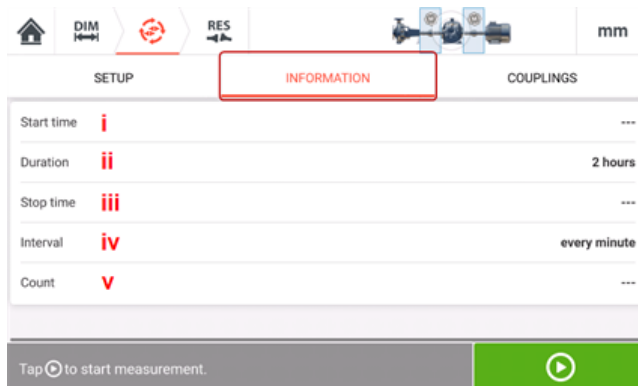 DIM RES mm
SETUP INFORMATION COUPLINGS
Start time i ---
Duration ii 2 hours
Stop time iii ---
Interval iv every minute
Count v ---
Tap to start measurement.